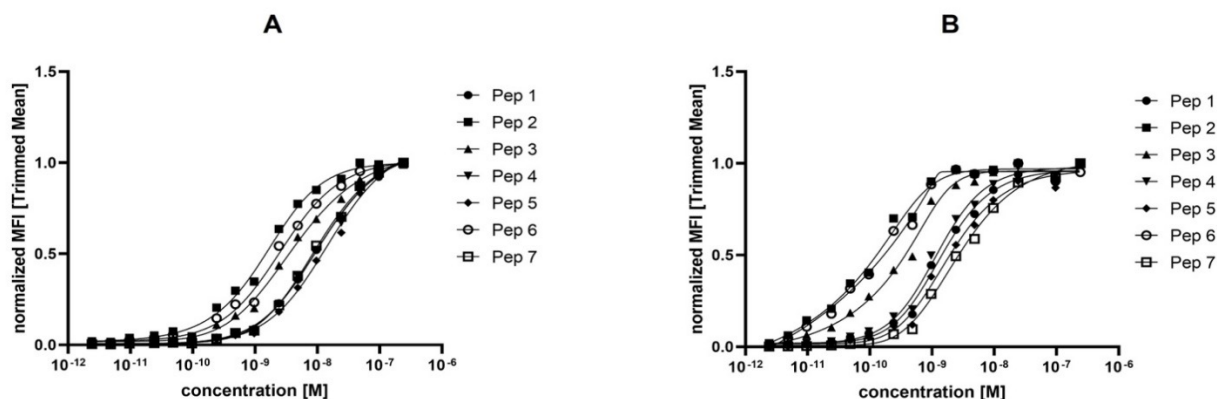 A
normalized MFI [Trimmed Mean]
1.5
1.0
0.5
0.0
10-12
10-11
10-10
10-9
10-8
10-7
10-6
concentration [M]
Pep 1
Pep 2
Pep 3
Pep 4
Pep 5
Pep 6
Pep 7
B
normalized MFI [Trimmed Mean]
1.5
1.0
0.5
0.0
10-12
10-11
10-10
10-9
10-8
10-7
10-6
concentration [M]
Pep 1
Pep 2
Pep 3
Pep 4
Pep 5
Pep 6
Pep 7